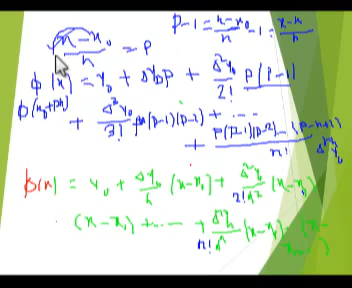 (x - x₀)/h = P    P-1 = (x-x₀)/h - 1 = (x-x₁)/h
ϕ(x) = y₀ + Δy₀p + Δ²y₀/2! p(p-1)
ϕ(x₀+ph) + Δ³y₀/3! p(p-1)(p-2) + ...
+ p(p-1)(p-2) - (p-n+1)/n! Δⁿy₀
ϕ(x) = y₀ + Δy₀/h (x-x₀) + Δ²y₀/2!h² (x-x₀)
(x-x₁) + ... + Δⁿy₀/n!hⁿ (x-x₀)